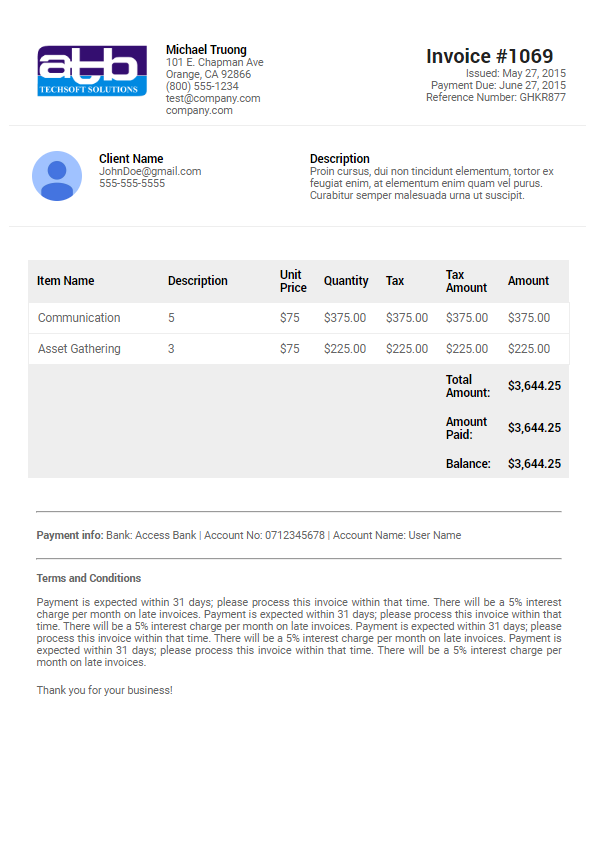 atb
TECHSOFT SOLUTIONS
Michael Truong
101 E. Chapman Ave
Orange, CA 92866
(800) 555-1234
test@company.com
company.com
Invoice #1069
Issued: May 27, 2015
Payment Due: June 27, 2015
Reference Number: GHKR877
Client Name
JohnDoe@gmail.com
555-555-5555
Description
Proin cursus, dui non tincidunt elementum, tortor ex
feugiat enim, at elementum enim quam vel purus.
Curabitur semper malesuada urna ut suscipit.
Item Name Description Unit Price Quantity Tax Tax Amount Amount
Communication 5 $75 $375.00 $375.00 $375.00 $375.00
Asset Gathering 3 $75 $225.00 $225.00 $225.00 $225.00
Total Amount: $3,644.25
Amount Paid: $3,644.25
Balance: $3,644.25
Payment info: Bank: Access Bank | Account No: 0712345678 | Account Name: User Name
Terms and Conditions
Payment is expected within 31 days; please process this invoice within that time. There will be a 5% interest
charge per month on late invoices. Payment is expected within 31 days; please process this invoice within that
time. There will be a 5% interest charge per month on late invoices. Payment is expected within 31 days; please
process this invoice within that time. There will be a 5% interest charge per month on late invoices. Payment is
expected within 31 days; please process this invoice within that time. There will be a 5% interest charge per
month on late invoices.
Thank you for your business!